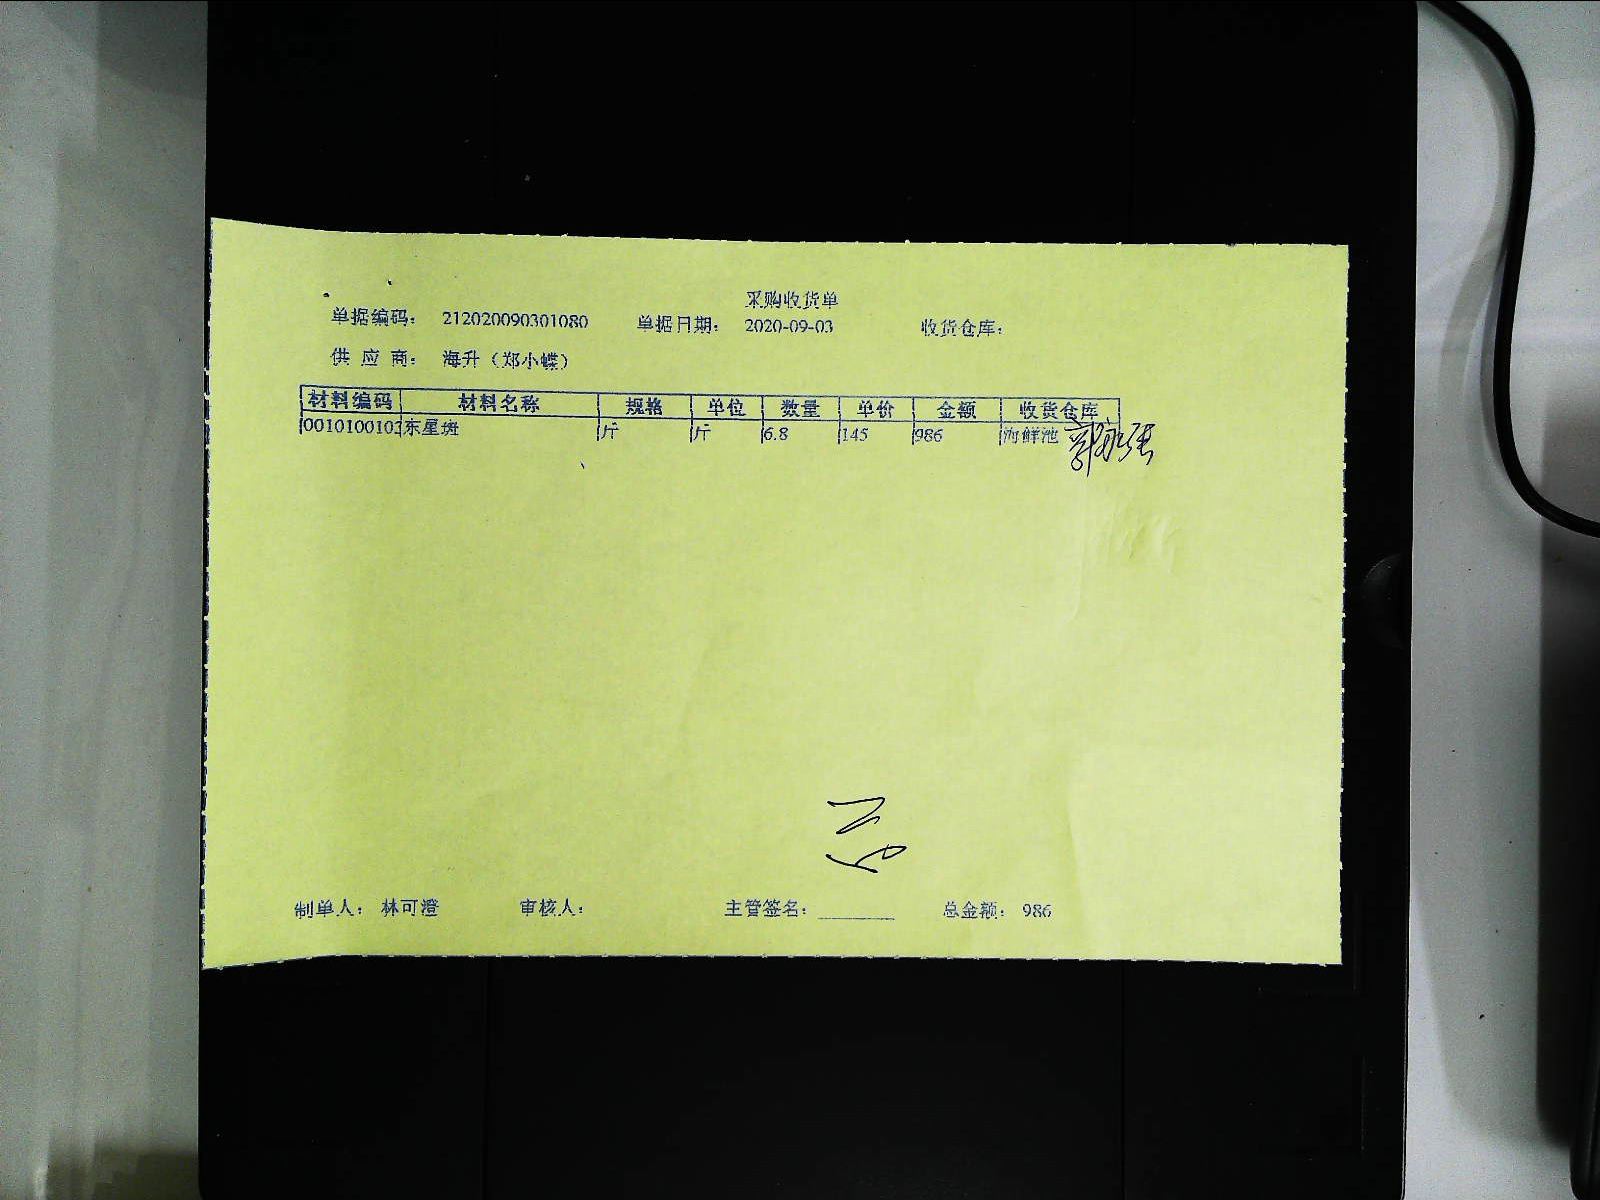 采购收货单
单据编码： 212020090301080 单据日期： 2020-09-03 收货仓库：
供 应 商： 海升（郑小蝶）
材料编码 材料名称 规格 单位 数量 单价 金额 收货仓库
0010100102 东星斑 斤 斤 6.8 145 986 海鲜池
郭永强
制单人： 林可澄 审核人： 主管签名： 总金额： 986